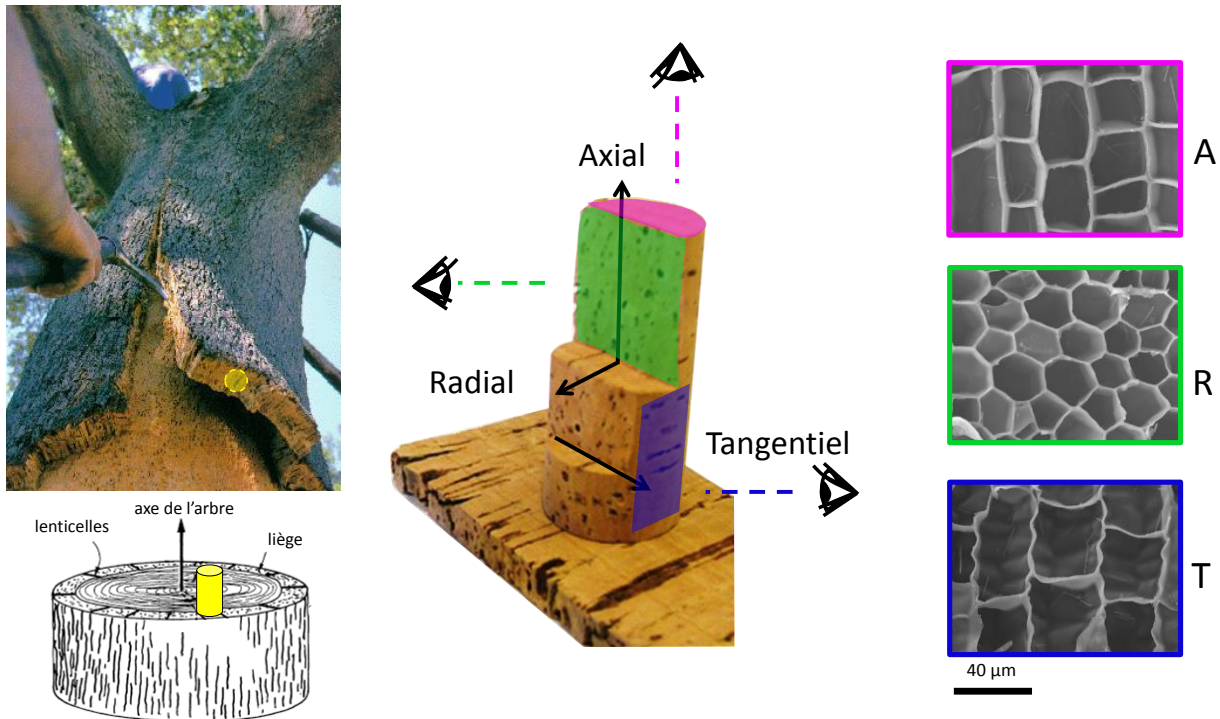 axe de l’arbre
lenticelles
liège
Axial
Radial
Tangentiel
A
R
T
40 µm